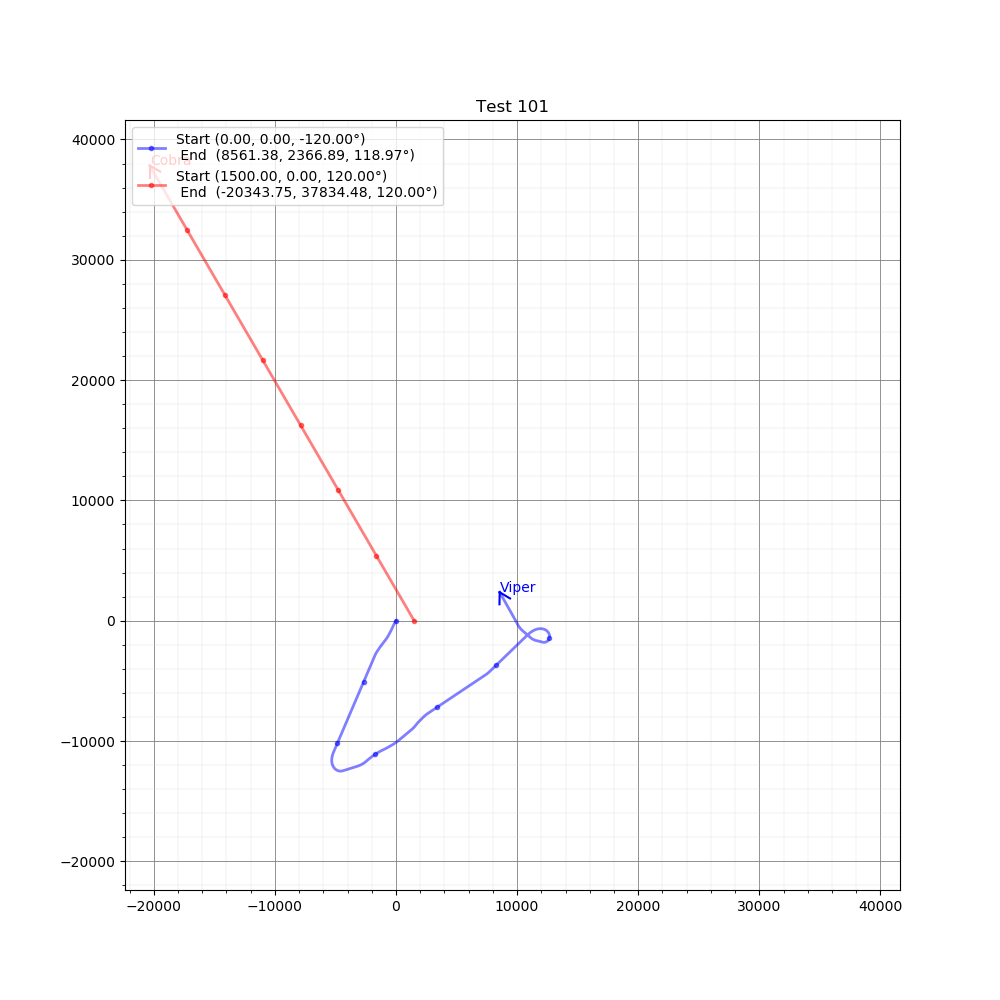 Test 101
Start (0.00, 0.00, -120.00°)
End (8561.38, 2366.89, 118.97°)
Start (1500.00, 0.00, 120.00°)
End (-20343.75, 37834.48, 120.00°)
Cobra
Viper
40000
30000
20000
10000
0
−10000
−20000
−20000 −10000 0 10000 20000 30000 40000